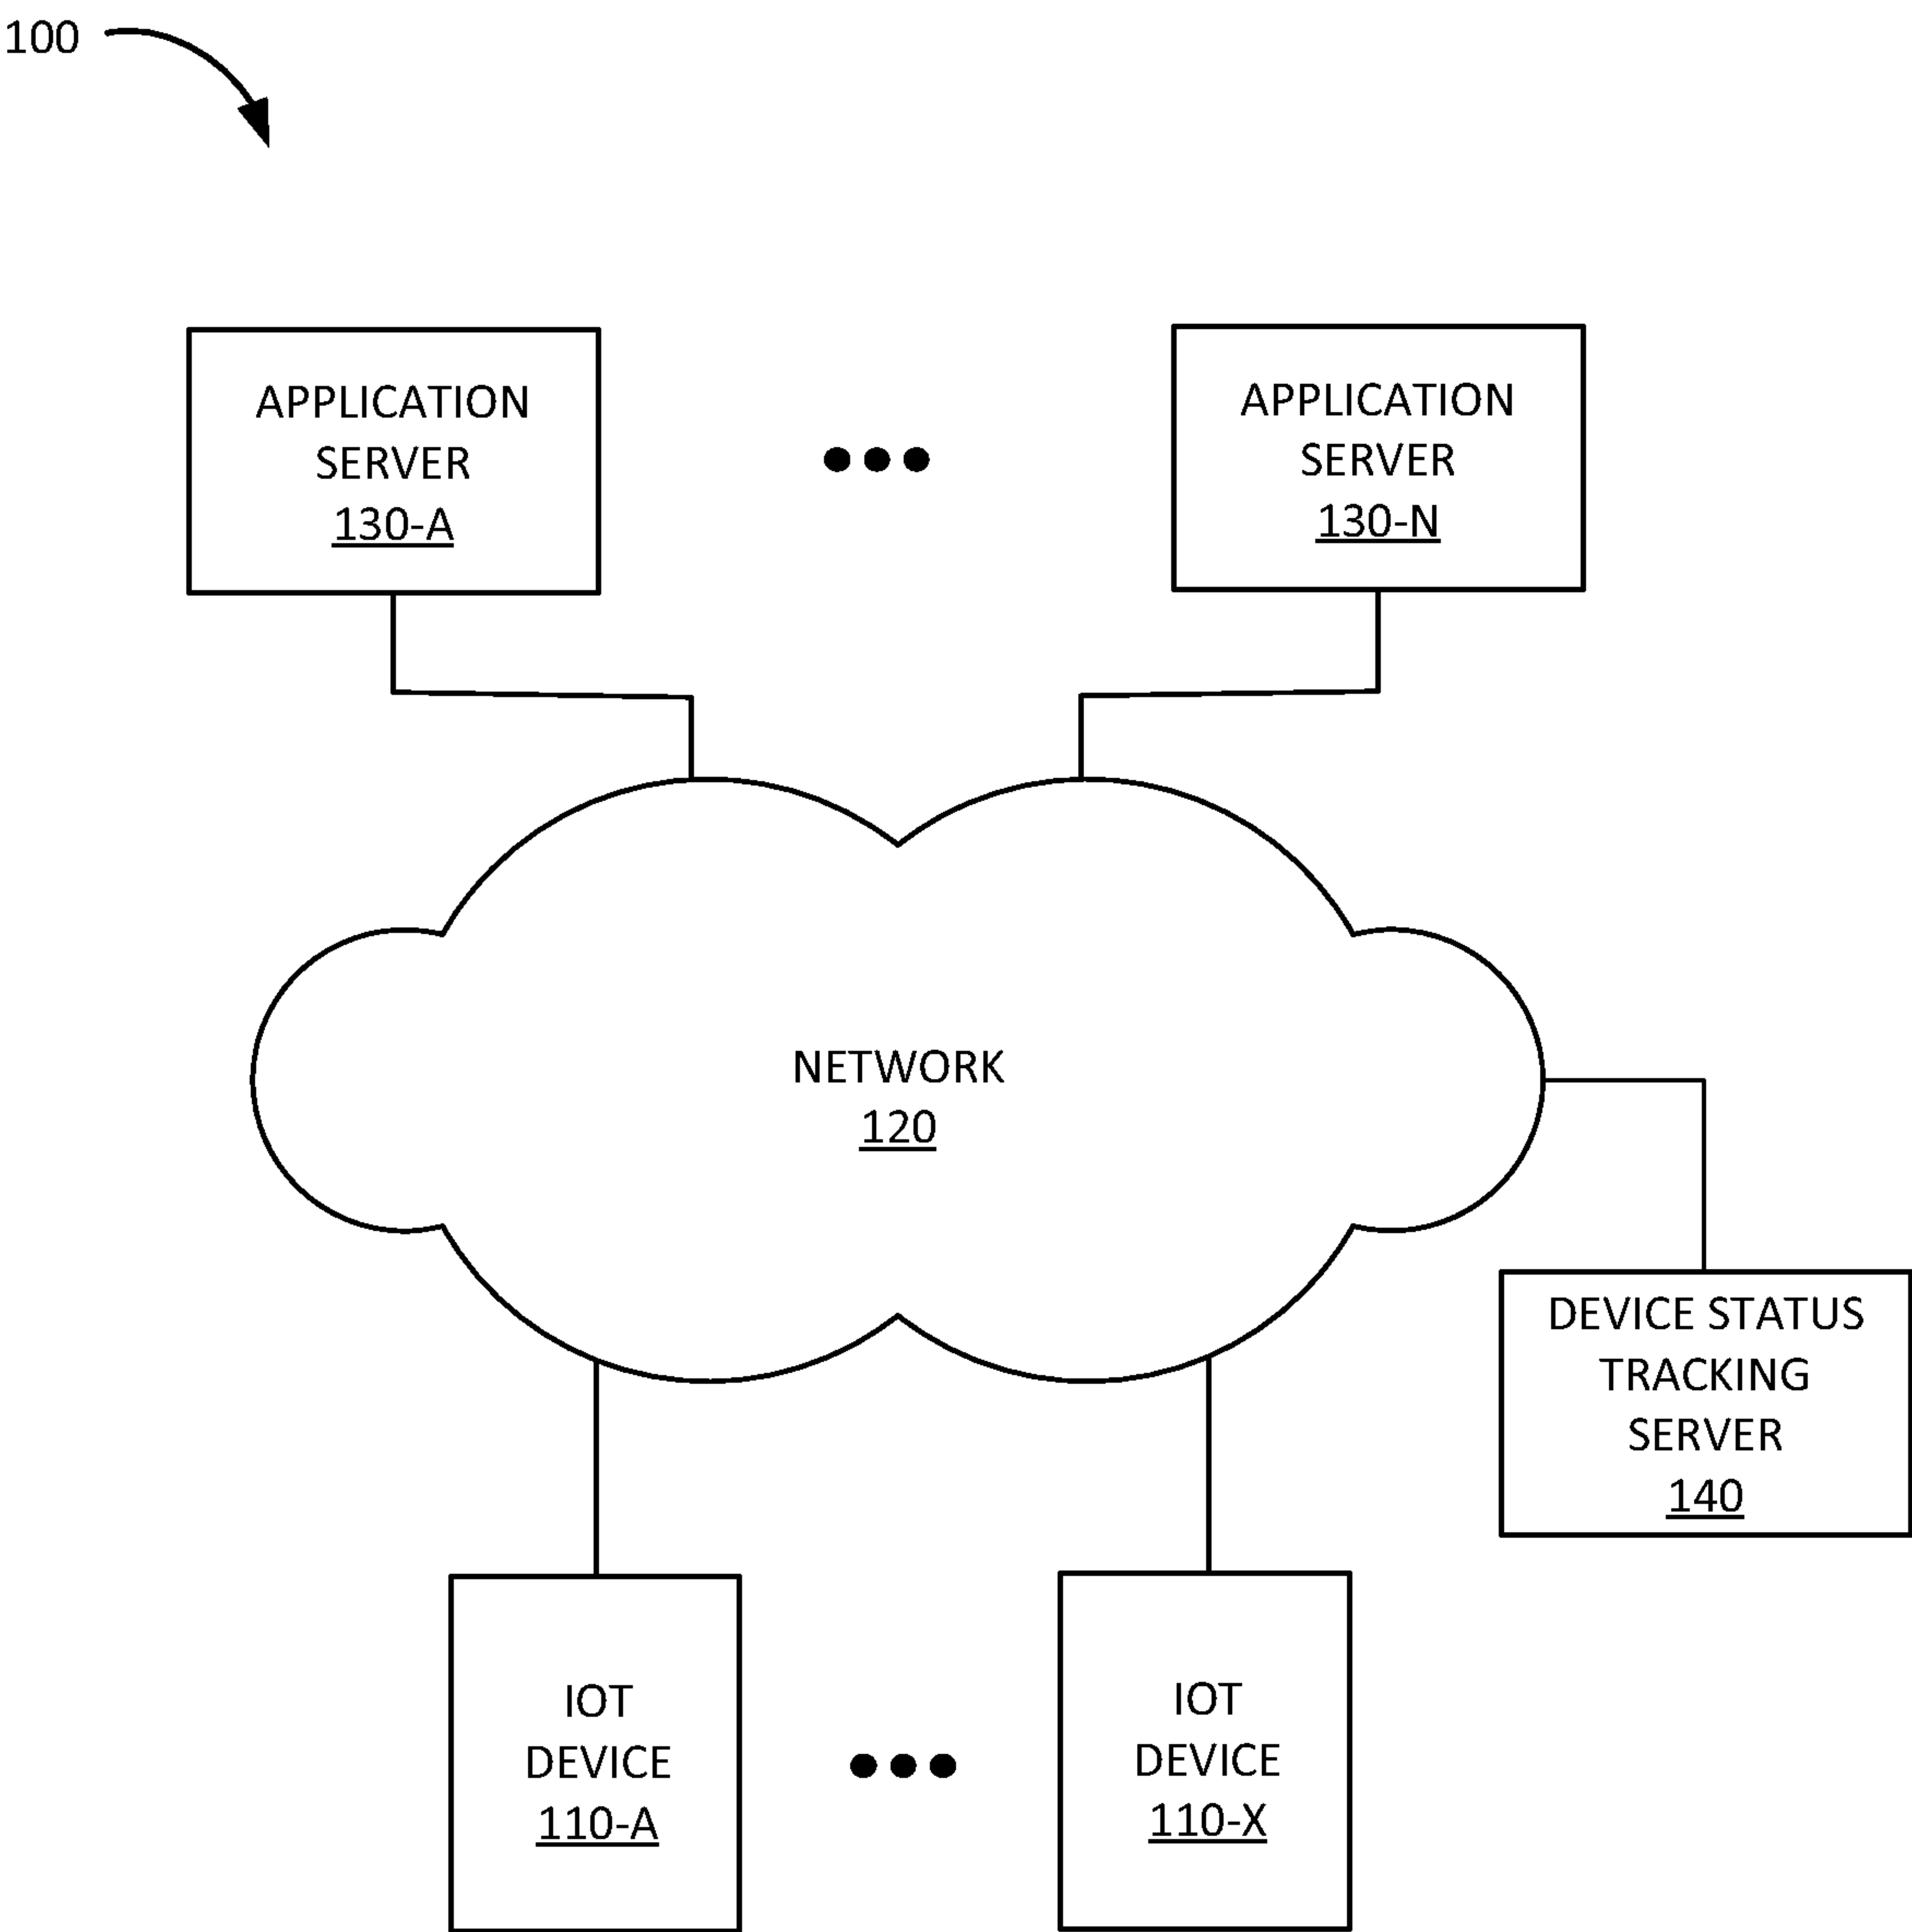 100
APPLICATION
SERVER
130-A
APPLICATION
SERVER
130-N
NETWORK
120
DEVICE STATUS
TRACKING
SERVER
140
IOT
DEVICE
110-A
IOT
DEVICE
110-X